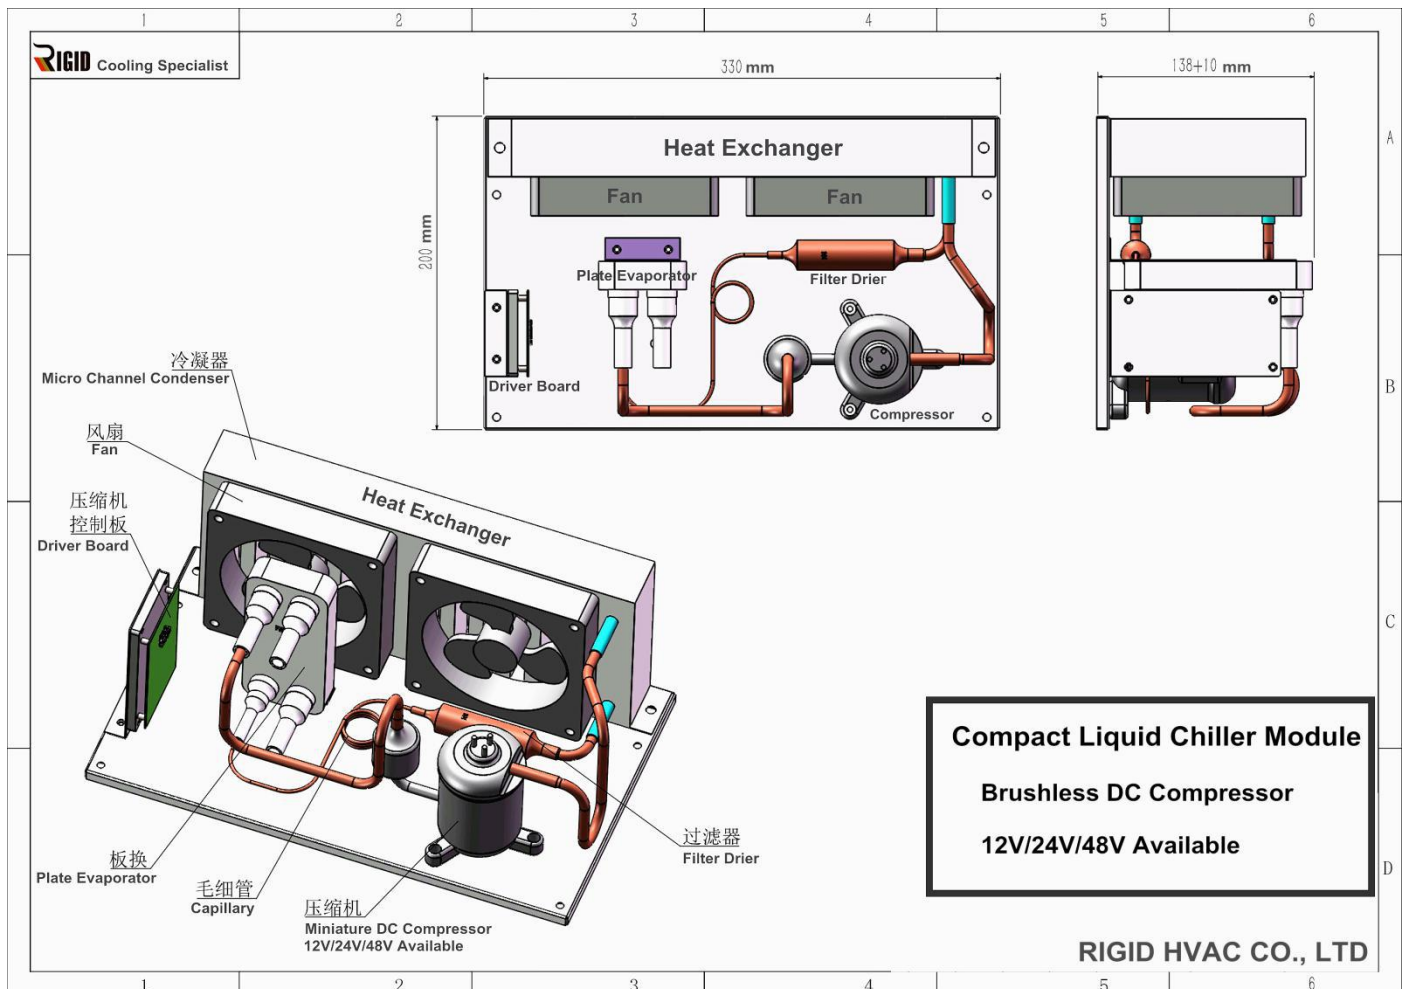 1 2 3 4 5 6
RIGID Cooling Specialist
330 mm
138+10 mm
A
Heat Exchanger
Fan Fan
200 mm
Plate Evaporator
Filter Drier
Driver Board
Compressor
B
冷凝器
Micro Channel Condenser
风扇
Fan
压缩机
控制板
Driver Board
Heat Exchanger
C
Compact Liquid Chiller Module
Brushless DC Compressor
12V/24V/48V Available
过滤器
Filter Drier
板换
Plate Evaporator
毛细管
Capillary
压缩机
Miniature DC Compressor
12V/24V/48V Available
D
RIGID HVAC CO., LTD
1 2 3 4 5 6